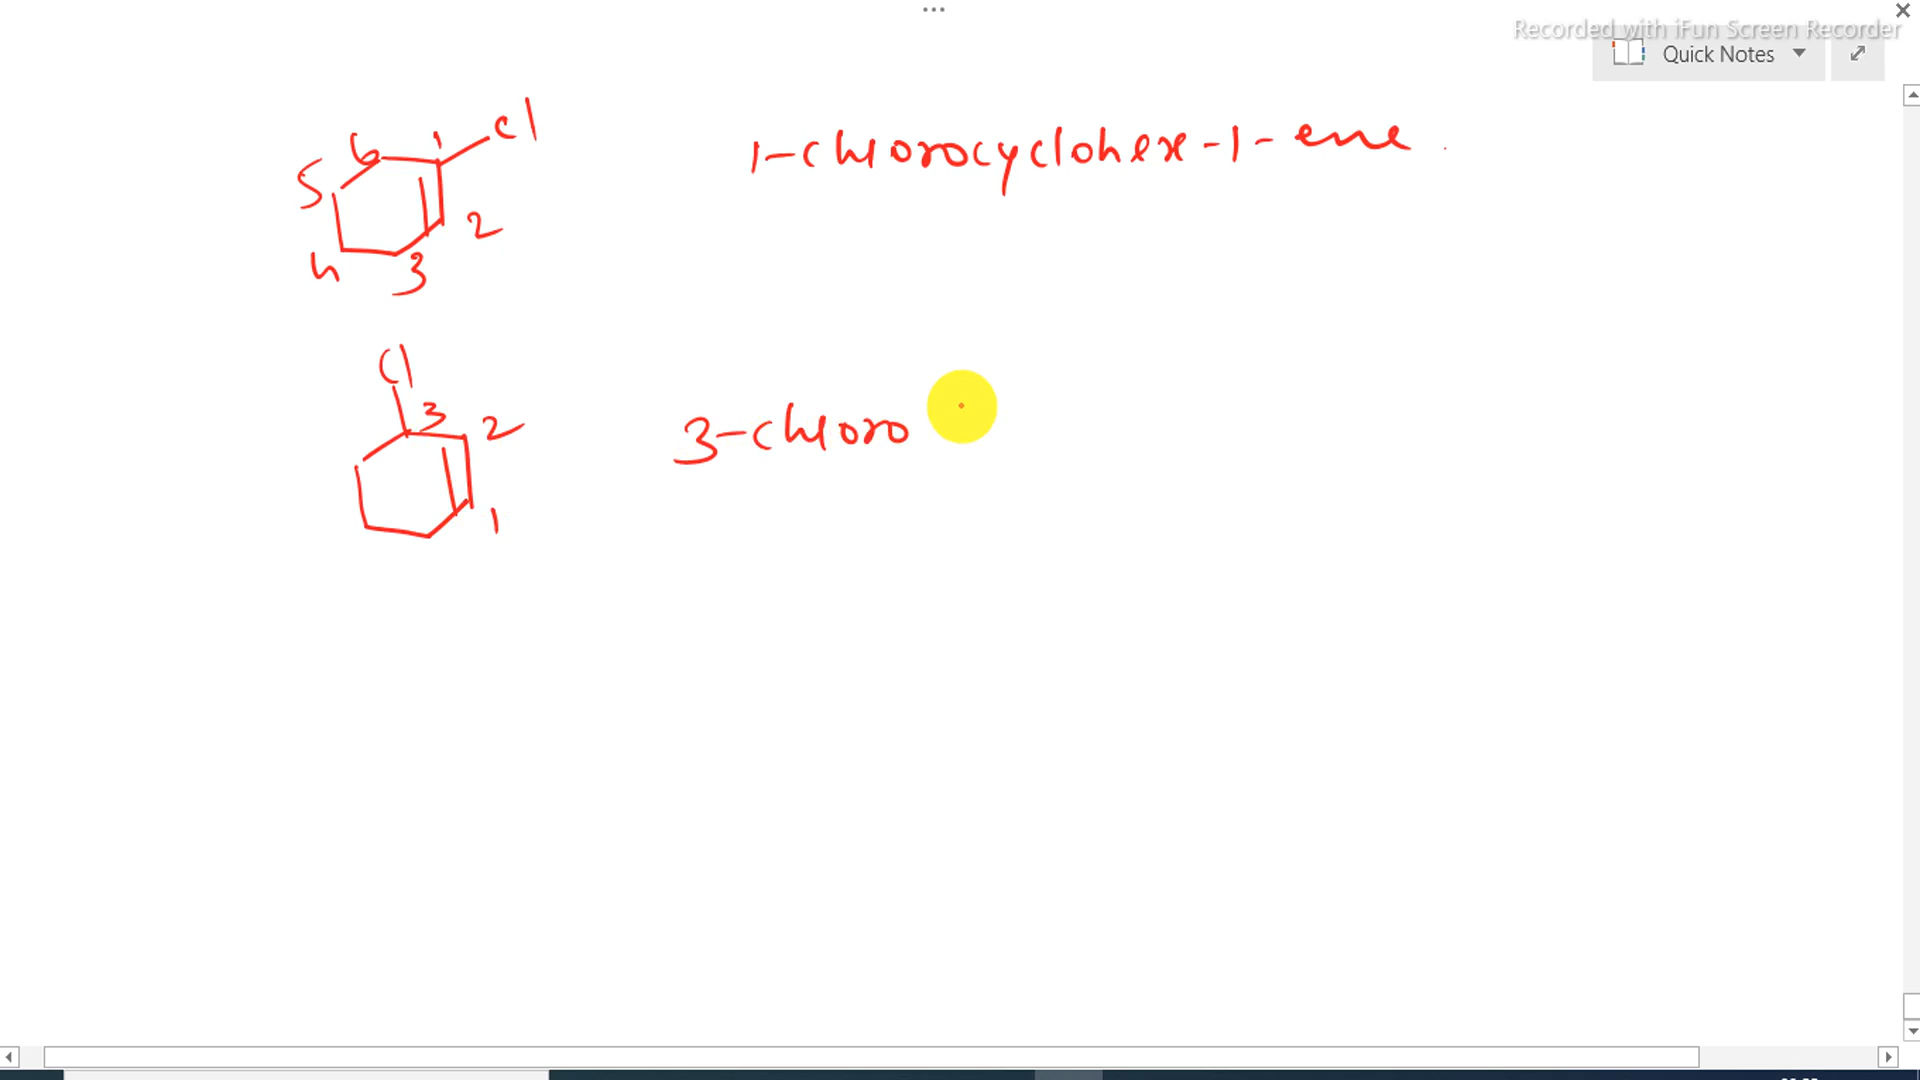 Recorded with iFun Screen Recorder
Quick Notes
Cl
1
6
5
2
4
3
1-chlorocyclohex-1-ene.
Cl
3
2
1
3-chloro